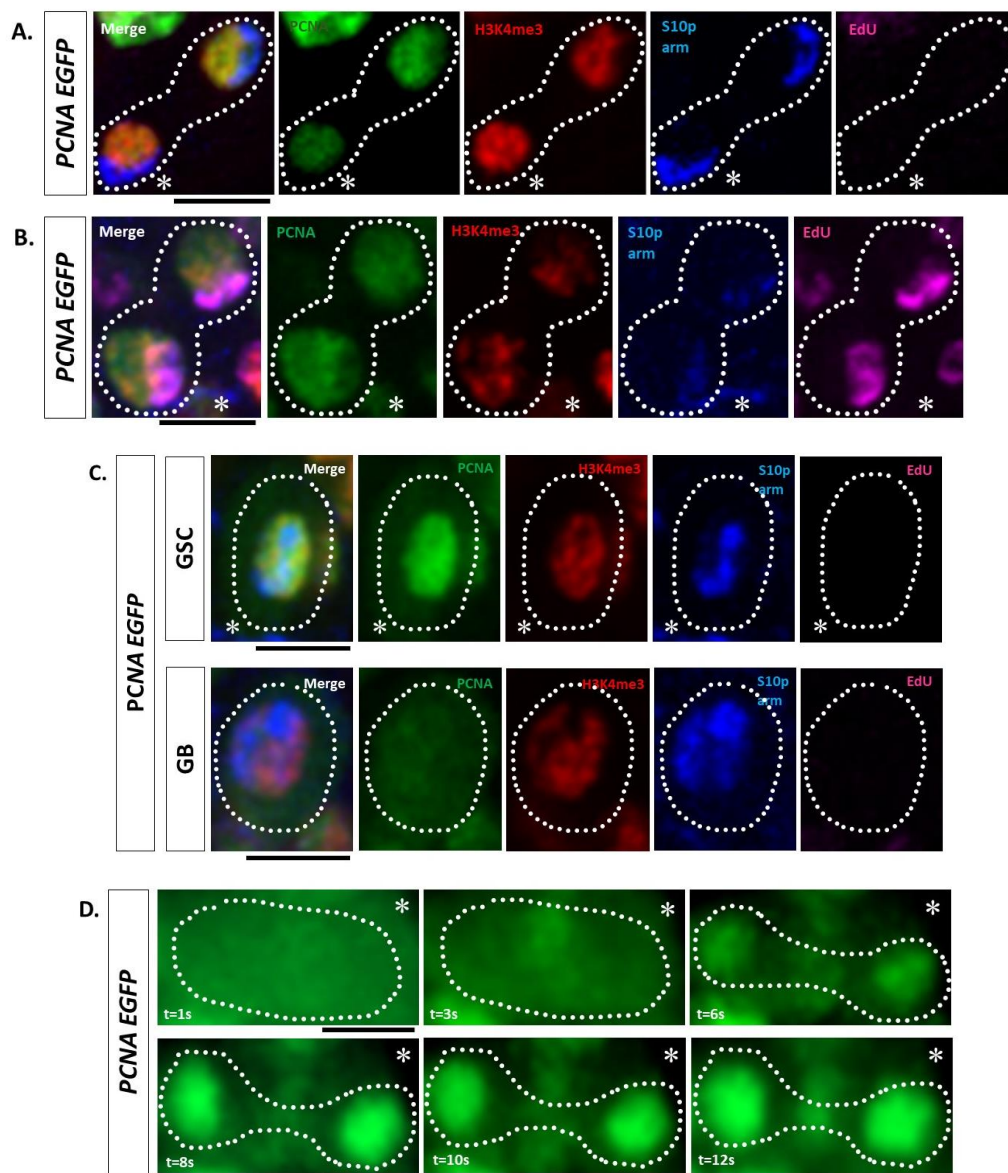 A.
PCNA EGFP
Merge
PCNA
H3K4me3
S10p
arm
EdU
*
*
*
*
*
B.
PCNA EGFP
Merge
PCNA
H3K4me3
S10p
arm
EdU
*
*
*
*
*
C.
PCNA EGFP
GSC
Merge
PCNA
H3K4me3
S10p
arm
EdU
*
*
*
*
*
GB
Merge
PCNA
H3K4me3
S10p
arm
EdU
D.
PCNA EGFP
*
*
*
t=1s
t=3s
t=6s
*
*
*
t=8s
t=10s
t=12s